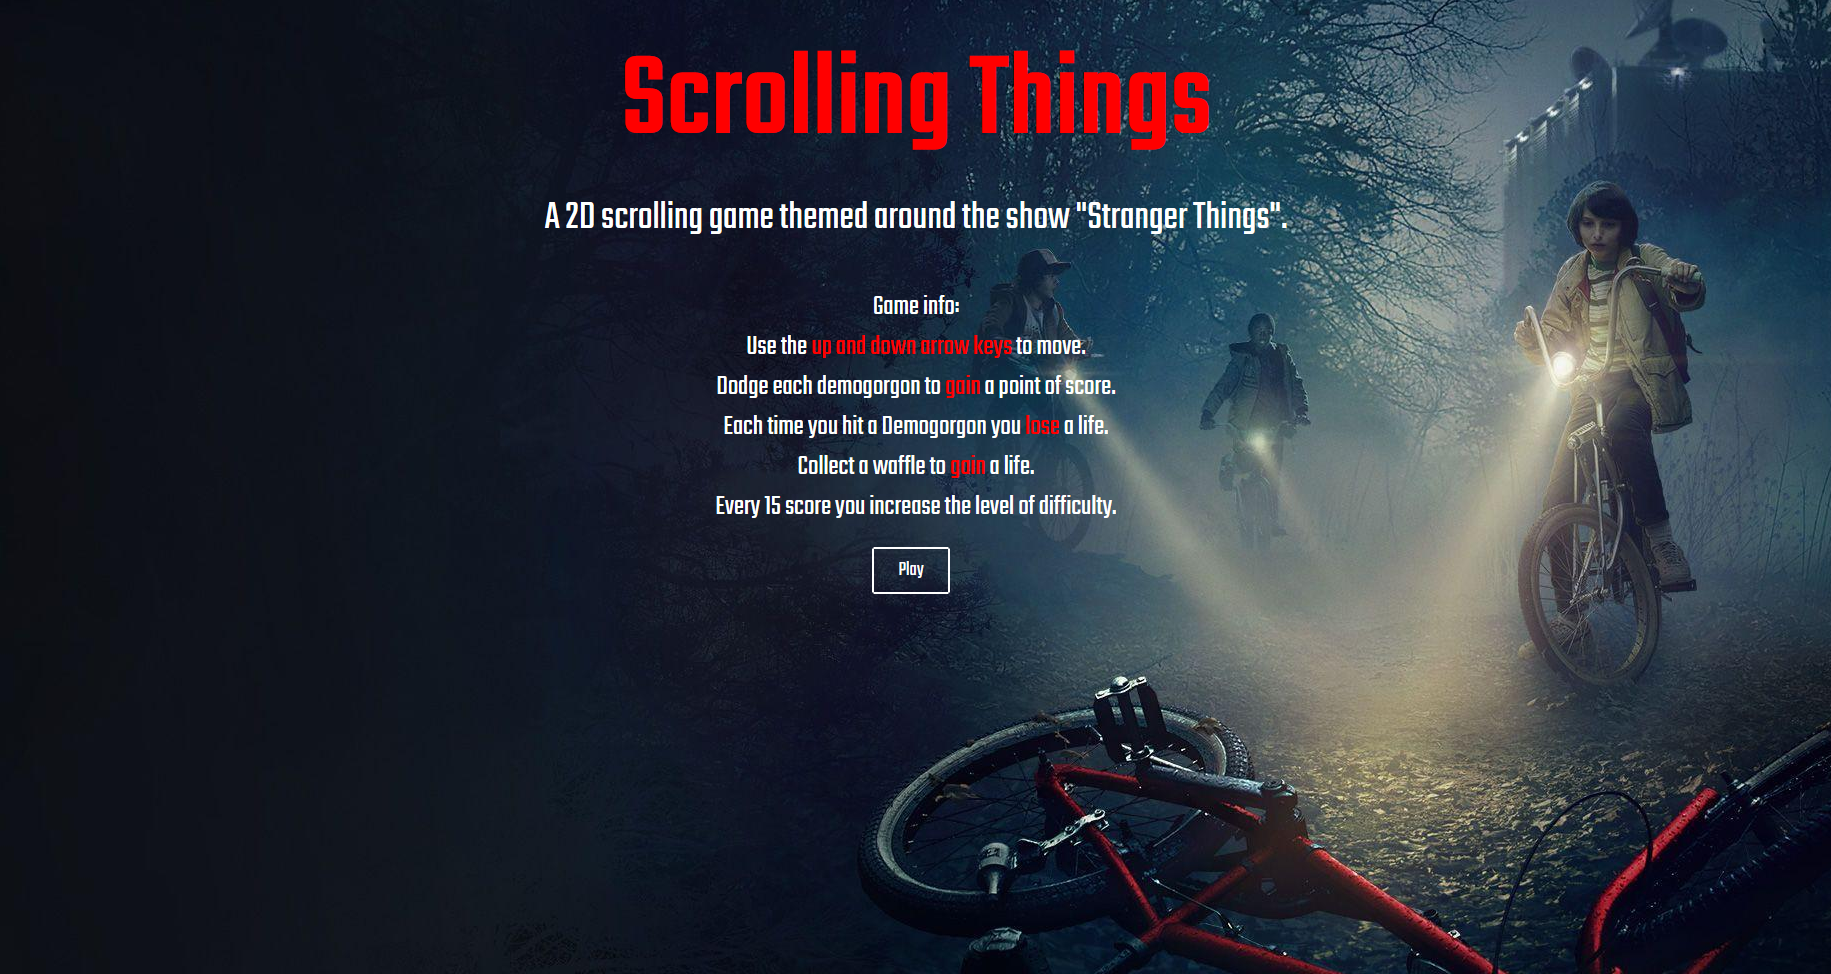 Scrolling Things
A 2D scrolling game themed around the show "Stranger Things".
Game info:
Use the up and down arrow keys to move.
Dodge each demogorgon to gain a point of score.
Each time you hit a Demogorgon you lose a life.
Collect a waffle to gain a life.
Every 15 score you increase the level of difficulty.
Play